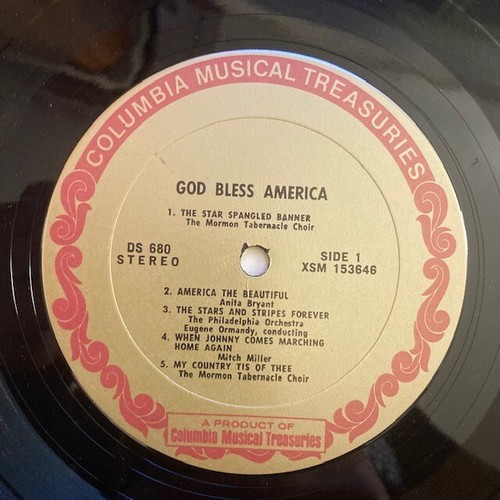 COLUMBIA MUSICAL TREASURIES
GOD BLESS AMERICA
1. THE STAR SPANGLED BANNER
The Mormon Tabernacle Choir
DS 680
STEREO
SIDE 1
XSM 153646
2. AMERICA THE BEAUTIFUL
Anita Bryant
3. THE STARS AND STRIPES FOREVER
The Philadelphia Orchestra
Eugene Ormandy, conducting
4. WHEN JOHNNY COMES MARCHING
HOME AGAIN
Mitch Miller
5. MY COUNTRY TIS OF THEE
The Mormon Tabernacle Choir
A PRODUCT OF
Columbia Musical Treasuries